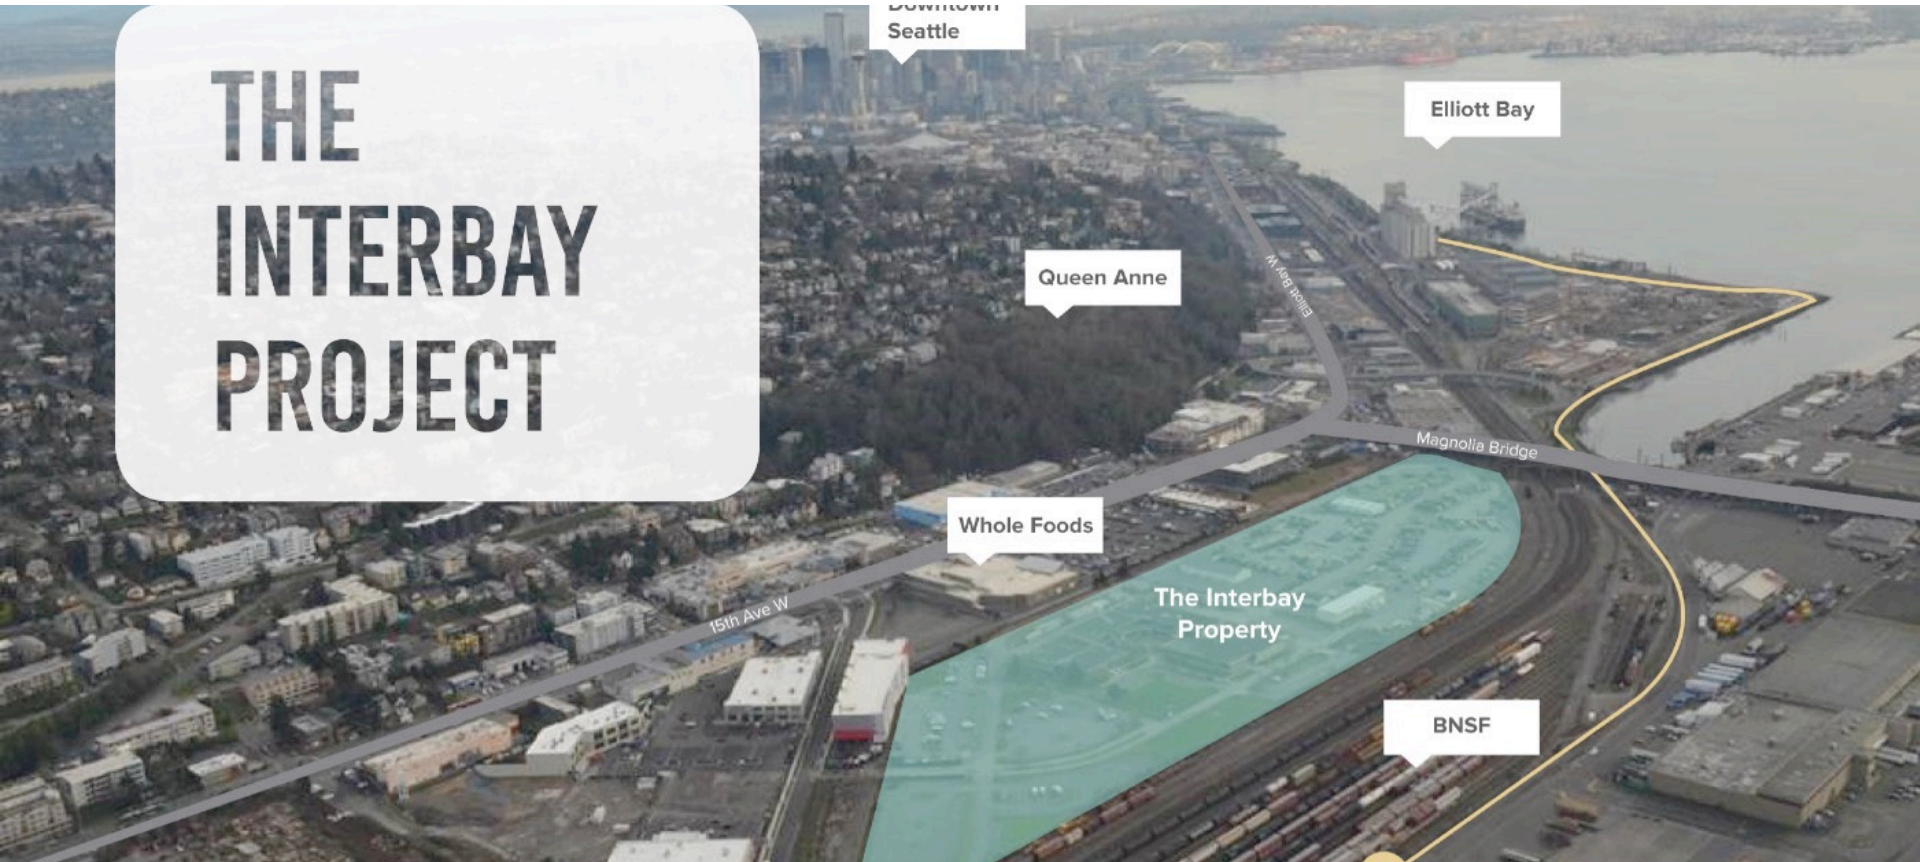 THE
INTERBAY
PROJECT
Downtown
Seattle
Elliott Bay
Queen Anne
Elliott Bay W
Magnolia Bridge
Whole Foods
15th Ave W
The Interbay
Property
BNSF